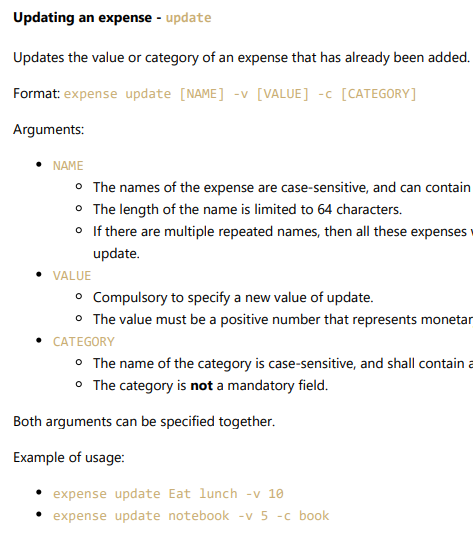 Updating an expense - update
Updates the value or category of an expense that has already been added.
Format: expense update [NAME] -v [VALUE] -c [CATEGORY]
Arguments:
• NAME
○ The names of the expense are case-sensitive, and can contain
○ The length of the name is limited to 64 characters.
○ If there are multiple repeated names, then all these expenses
update.
• VALUE
○ Compulsory to specify a new value of update.
○ The value must be a positive number that represents
• CATEGORY
○ The name of the category is case-sensitive, and shall contain
○ The category is not a mandatory field.
Both arguments can be specified together.
Example of usage:
• expense update Eat lunch -v 10
• expense update notebook -v 5 -c book